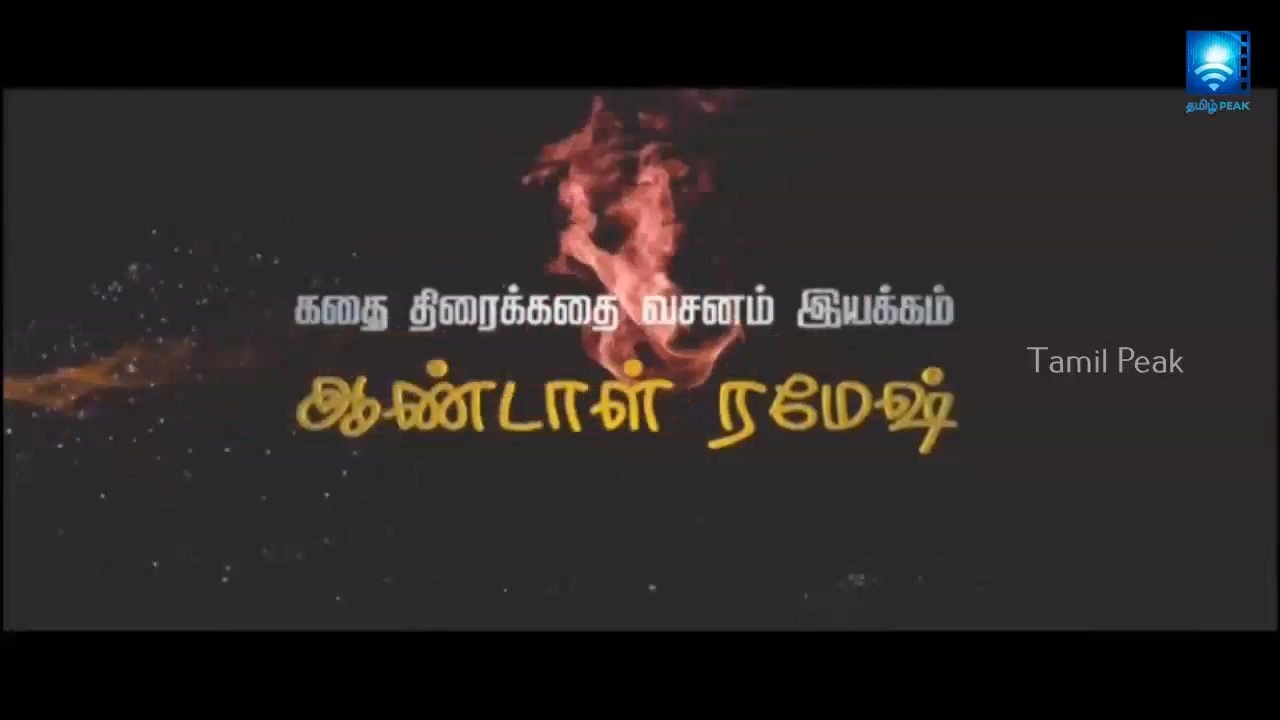 தமிழ் PEAK
கதை திரைக்கதை வசனம் இயக்கம்
Tamil Peak
ஆண்டாள் ரமேஷ்